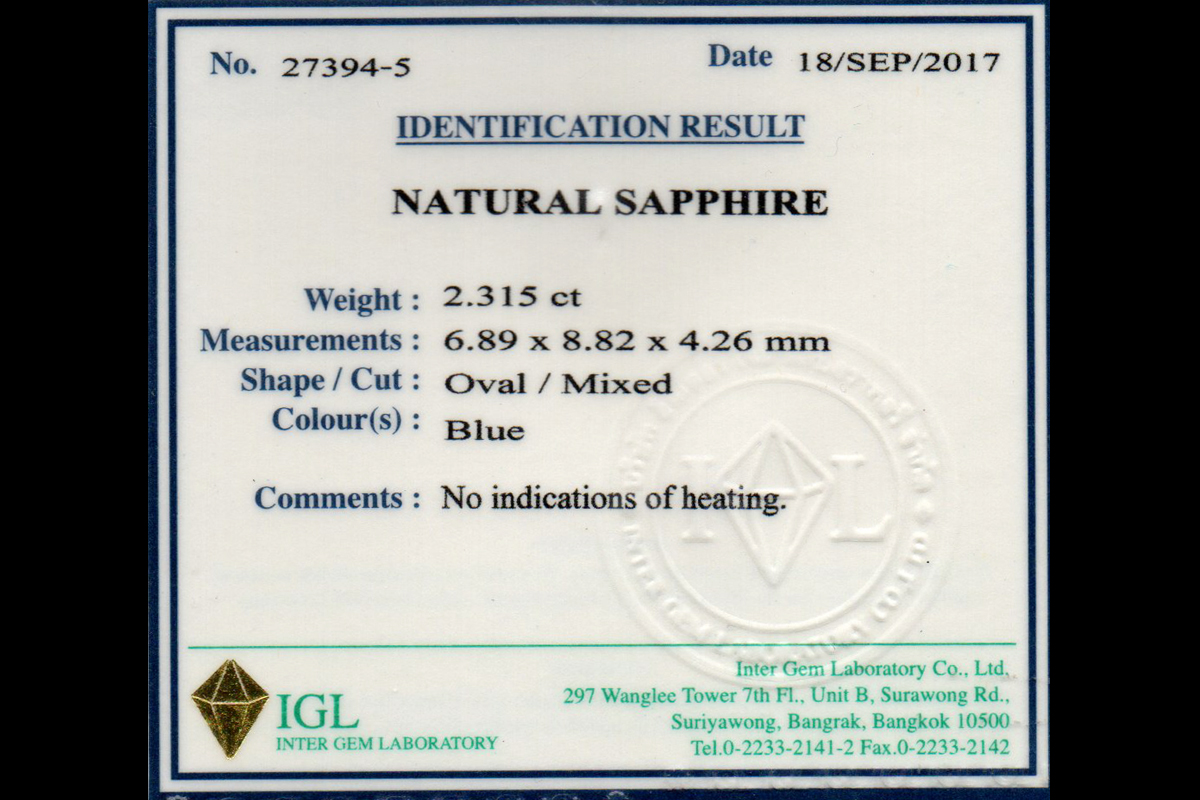 No. 27394-5 Date 18/SEP/2017
IDENTIFICATION RESULT
NATURAL SAPPHIRE
Weight : 2.315 ct
Measurements : 6.89 x 8.82 x 4.26 mm
Shape / Cut : Oval / Mixed
Colour(s) : Blue
Comments : No indications of heating.
I L
IGL
INTER GEM LABORATORY
Inter Gem Laboratory Co., Ltd.
297 Wanglee Tower 7th Fl., Unit B, Surawong Rd.,
Suriyawong, Bangrak, Bangkok 10500
Tel.0-2233-2141-2 Fax.0-2233-2142